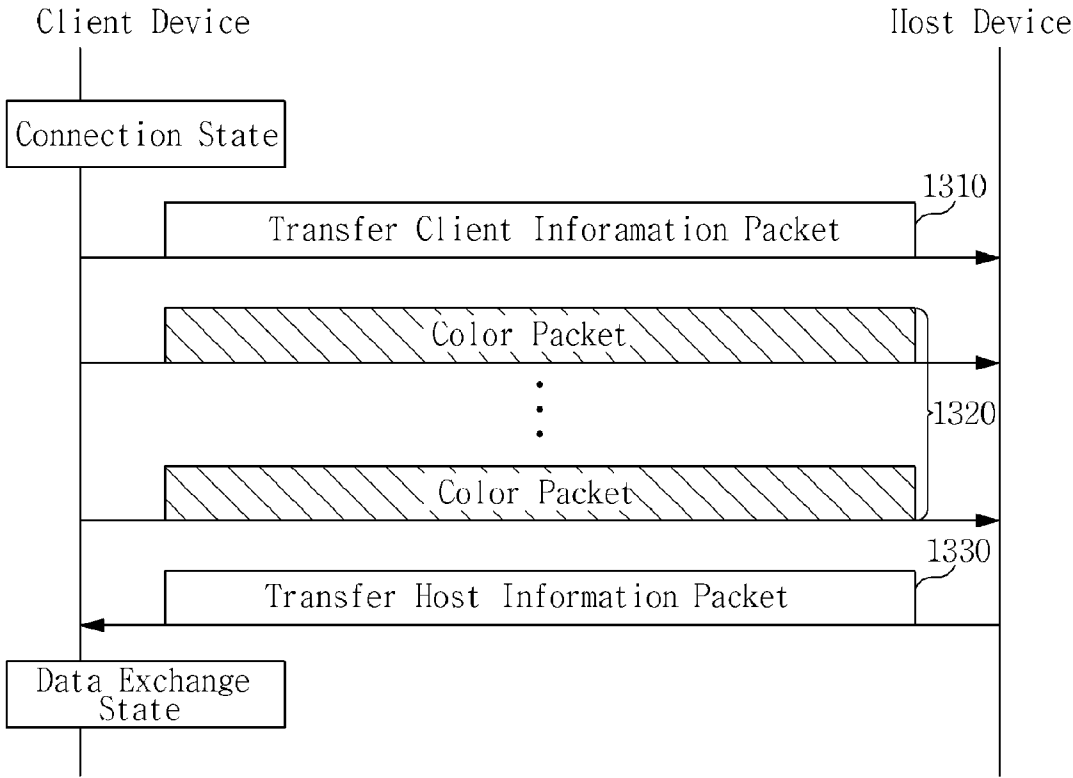 Client Device
Host Device
Connection State
1310
Transfer Client Inforamation Packet
Color Packet
1320
Color Packet
1330
Transfer Host Information Packet
Data Exchange
State